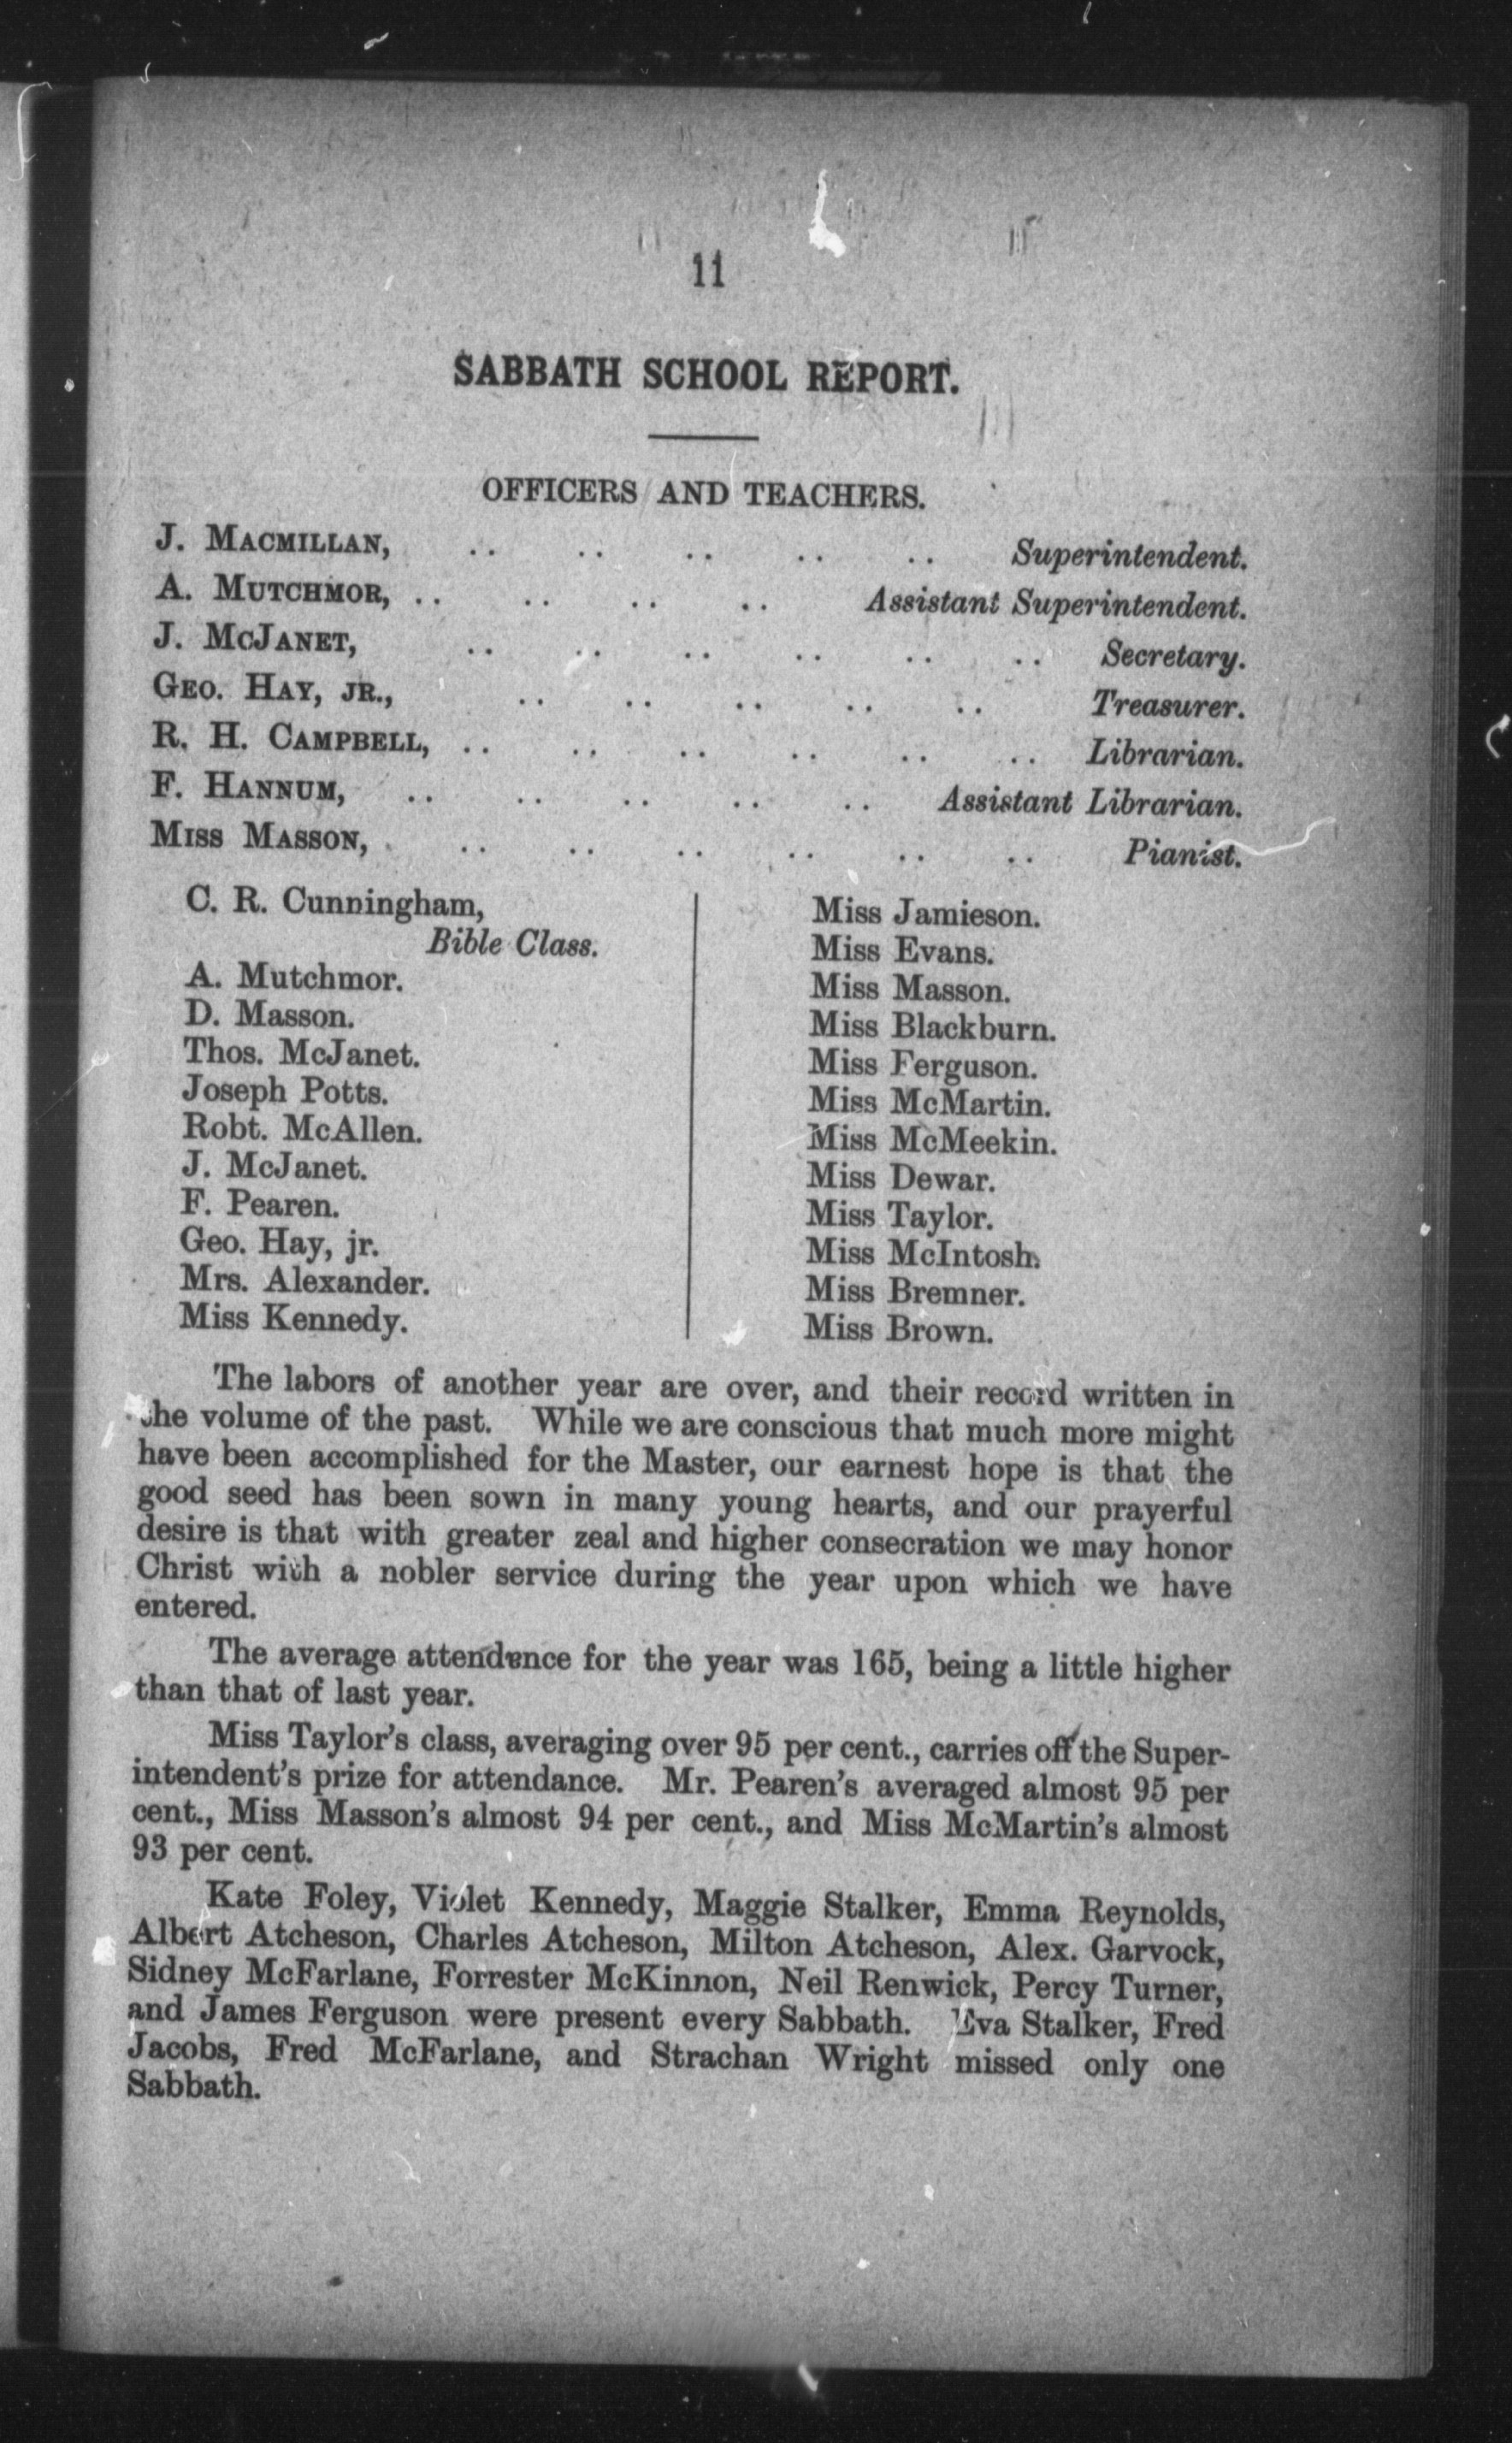 11
SABBATH SCHOOL REPORT.
OFFICERS AND TEACHERS.
J. MACMILLAN, .. .. .. .. .. Superintendent.
A. MUTCHMOR, .. .. .. .. Assistant Superintendent.
J. MCJANET, .. .. .. .. .. .. Secretary.
GEO. HAY, JR., .. .. .. .. .. Treasurer.
R. H. CAMPBELL, .. .. .. .. .. .. Librarian.
F. HANNUM, .. .. .. .. .. Assistant Librarian.
MISS MASSON, .. .. .. .. .. .. Pianist.
C. R. Cunningham,
Bible Class.
A. Mutchmor.
D. Masson.
Thos. McJanet.
Joseph Potts.
Robt. McAllen.
J. McJanet.
F. Pearen.
Geo. Hay, jr.
Mrs. Alexander.
Miss Kennedy.
Miss Jamieson.
Miss Evans.
Miss Masson.
Miss Blackburn.
Miss Ferguson.
Miss McMartin.
Miss McMeekin.
Miss Dewar.
Miss Taylor.
Miss McIntosh.
Miss Bremner.
Miss Brown.
The labors of another year are over, and their record written in
the volume of the past. While we are conscious that much more might
have been accomplished for the Master, our earnest hope is that the
good seed has been sown in many young hearts, and our prayerful
desire is that with greater zeal and higher consecration we may honor
Christ with a nobler service during the year upon which we have
entered.
The average attendence for the year was 165, being a little higher
than that of last year.
Miss Taylor's class, averaging over 95 per cent., carries off the Super-
intendent's prize for attendance. Mr. Pearen's averaged almost 95 per
cent., Miss Masson's almost 94 per cent., and Miss McMartin's almost
93 per cent.
Kate Foley, Violet Kennedy, Maggie Stalker, Emma Reynolds,
Albert Atcheson, Charles Atcheson, Milton Atcheson, Alex. Garvock,
Sidney McFarlane, Forrester McKinnon, Neil Renwick, Percy Turner,
and James Ferguson were present every Sabbath. Eva Stalker, Fred
Jacobs, Fred McFarlane, and Strachan Wright missed only one
Sabbath.